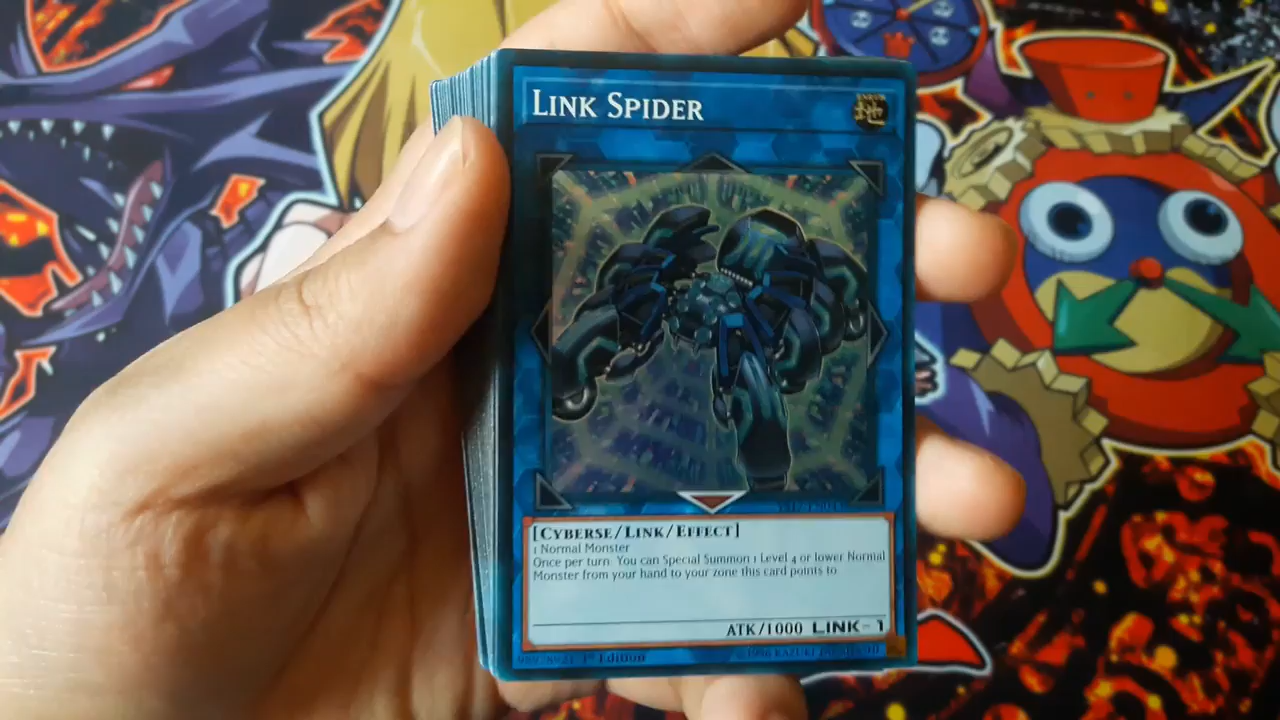 LINK SPIDER
[CYBERSE/LINK/EFFECT]
1 Normal Monster
Once per turn: You can Special Summon 1 Level 4 or lower Normal
Monster from your hand to your zone this card points to
ATK/1000 LINK-1
1st Edition
©1996 KAZUKI